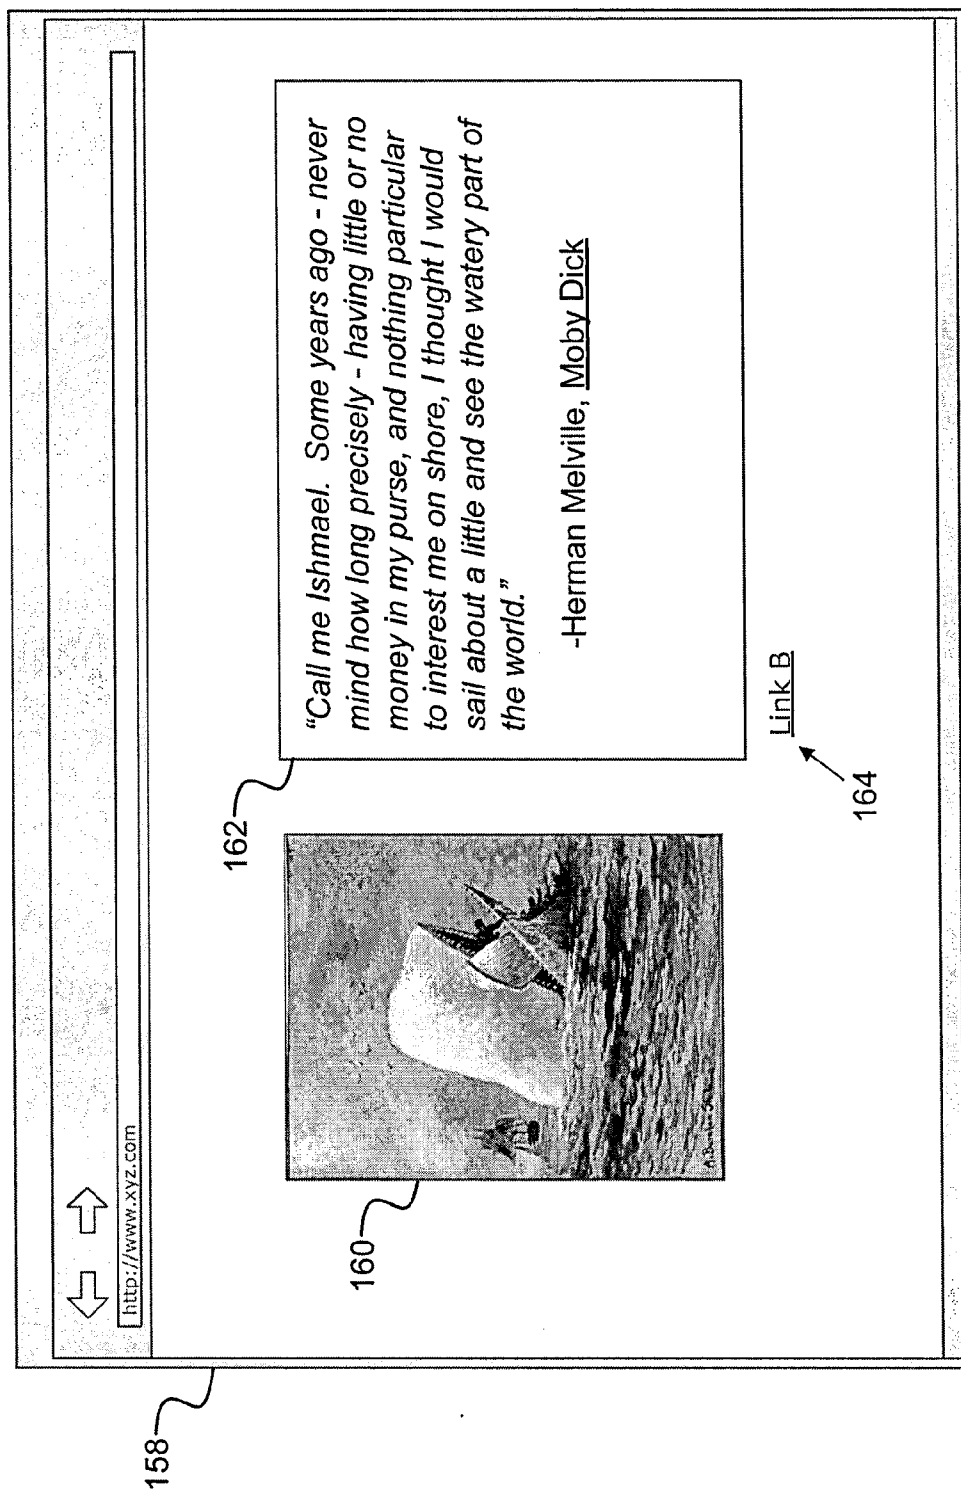 http://www.xyz.com
162
"Call me Ishmael.  Some years ago - never
mind how long precisely - having little or no
money in my purse, and nothing particular
to interest me on shore, I thought I would
sail about a little and see the watery part of
the world."
-Herman Melville, Moby Dick
160
Link B
164
158